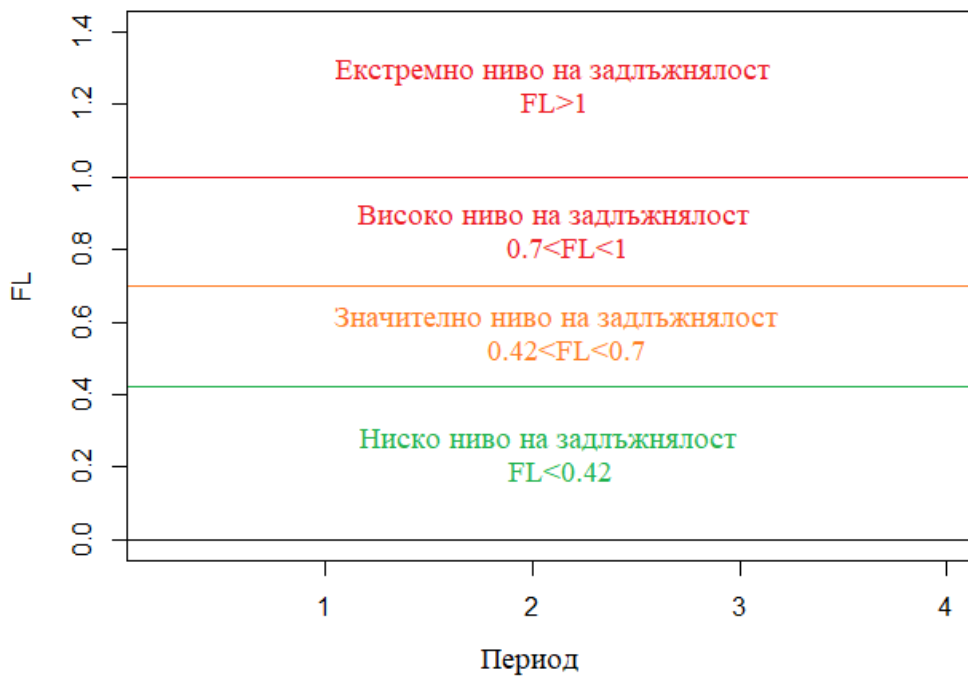 1.4
Екстремно ниво на задлъжнялост
1.2
FL>1
1.0
Високо ниво на задлъжнялост
0.8
0.7<FL<1
FL
0.6
Значително ниво на задлъжнялост
0.42<FL<0.7
0.4
Ниско ниво на задлъжнялост
0.2
FL<0.42
0.0
1 2 3 4
Период